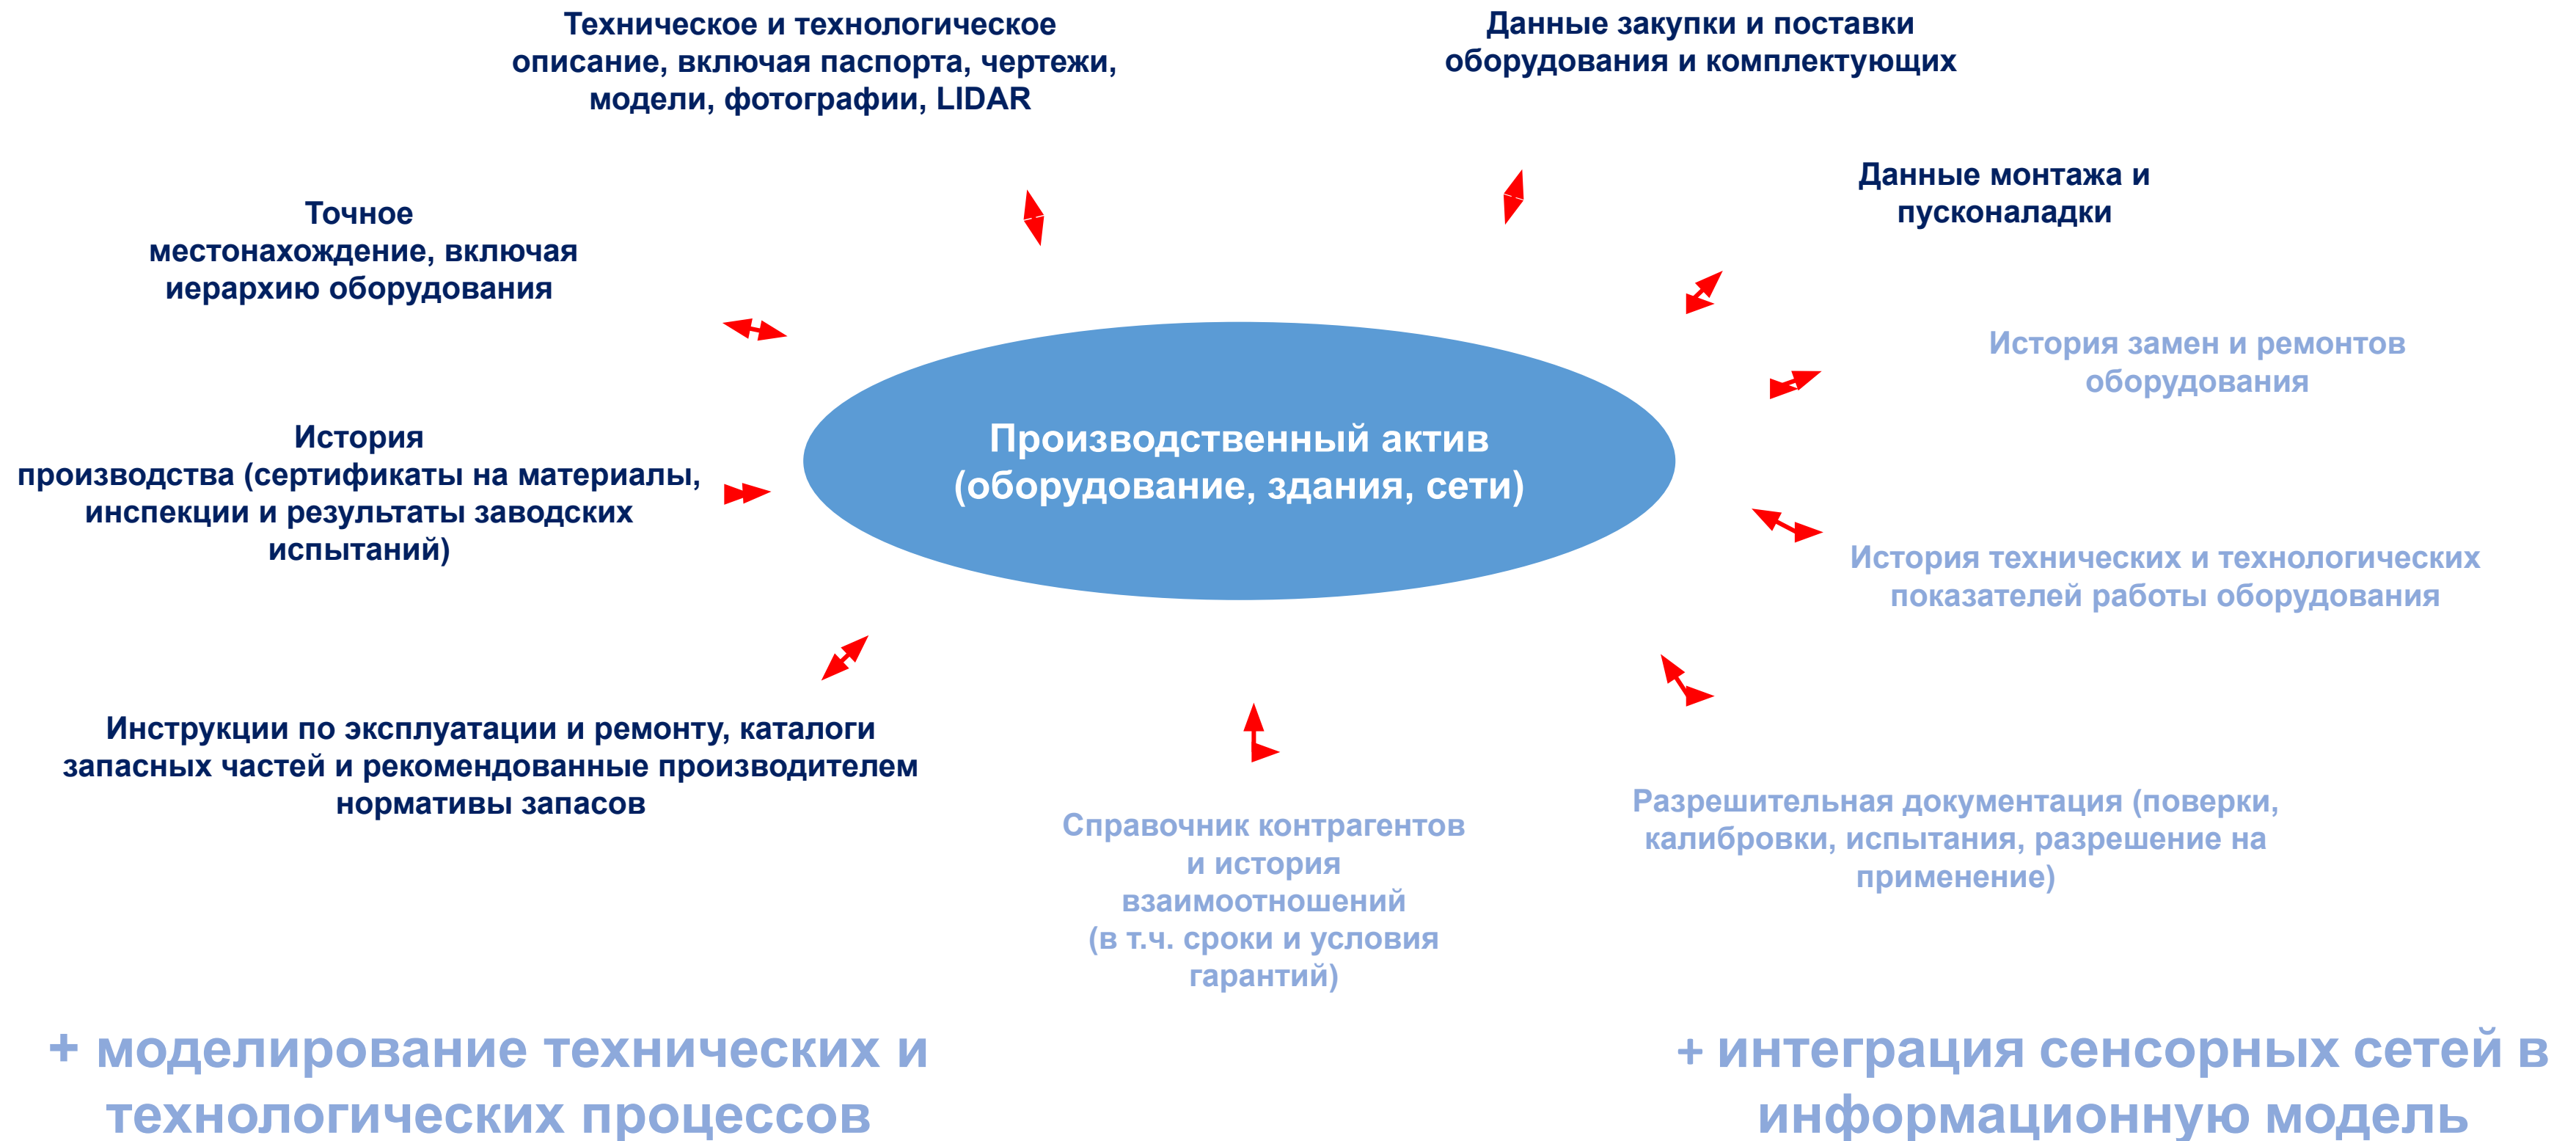 Техническое и технологическое
описание, включая паспорта, чертежи,
модели, фотографии, LIDAR
Данные закупки и поставки
оборудования и комплектующих
Данные монтажа и
пусконаладки
Точное
местонахождение, включая
иерархию оборудования
История замен и ремонтов
оборудования
Производственный актив
(оборудование, здания, сети)
История
производства (сертификаты на материалы,
инспекции и результаты заводских
испытаний)
История технических и технологических
показателей работы оборудования
Инструкции по эксплуатации и ремонту, каталоги
запасных частей и рекомендованные производителем
нормативы запасов
Справочник контрагентов
и история
взаимоотношений
(в т.ч. сроки и условия
гарантий)
Разрешительная документация (поверки,
калибровки, испытания, разрешение на
применение)
+ моделирование технических и
технологических процессов
+ интеграция сенсорных сетей в
информационную модель